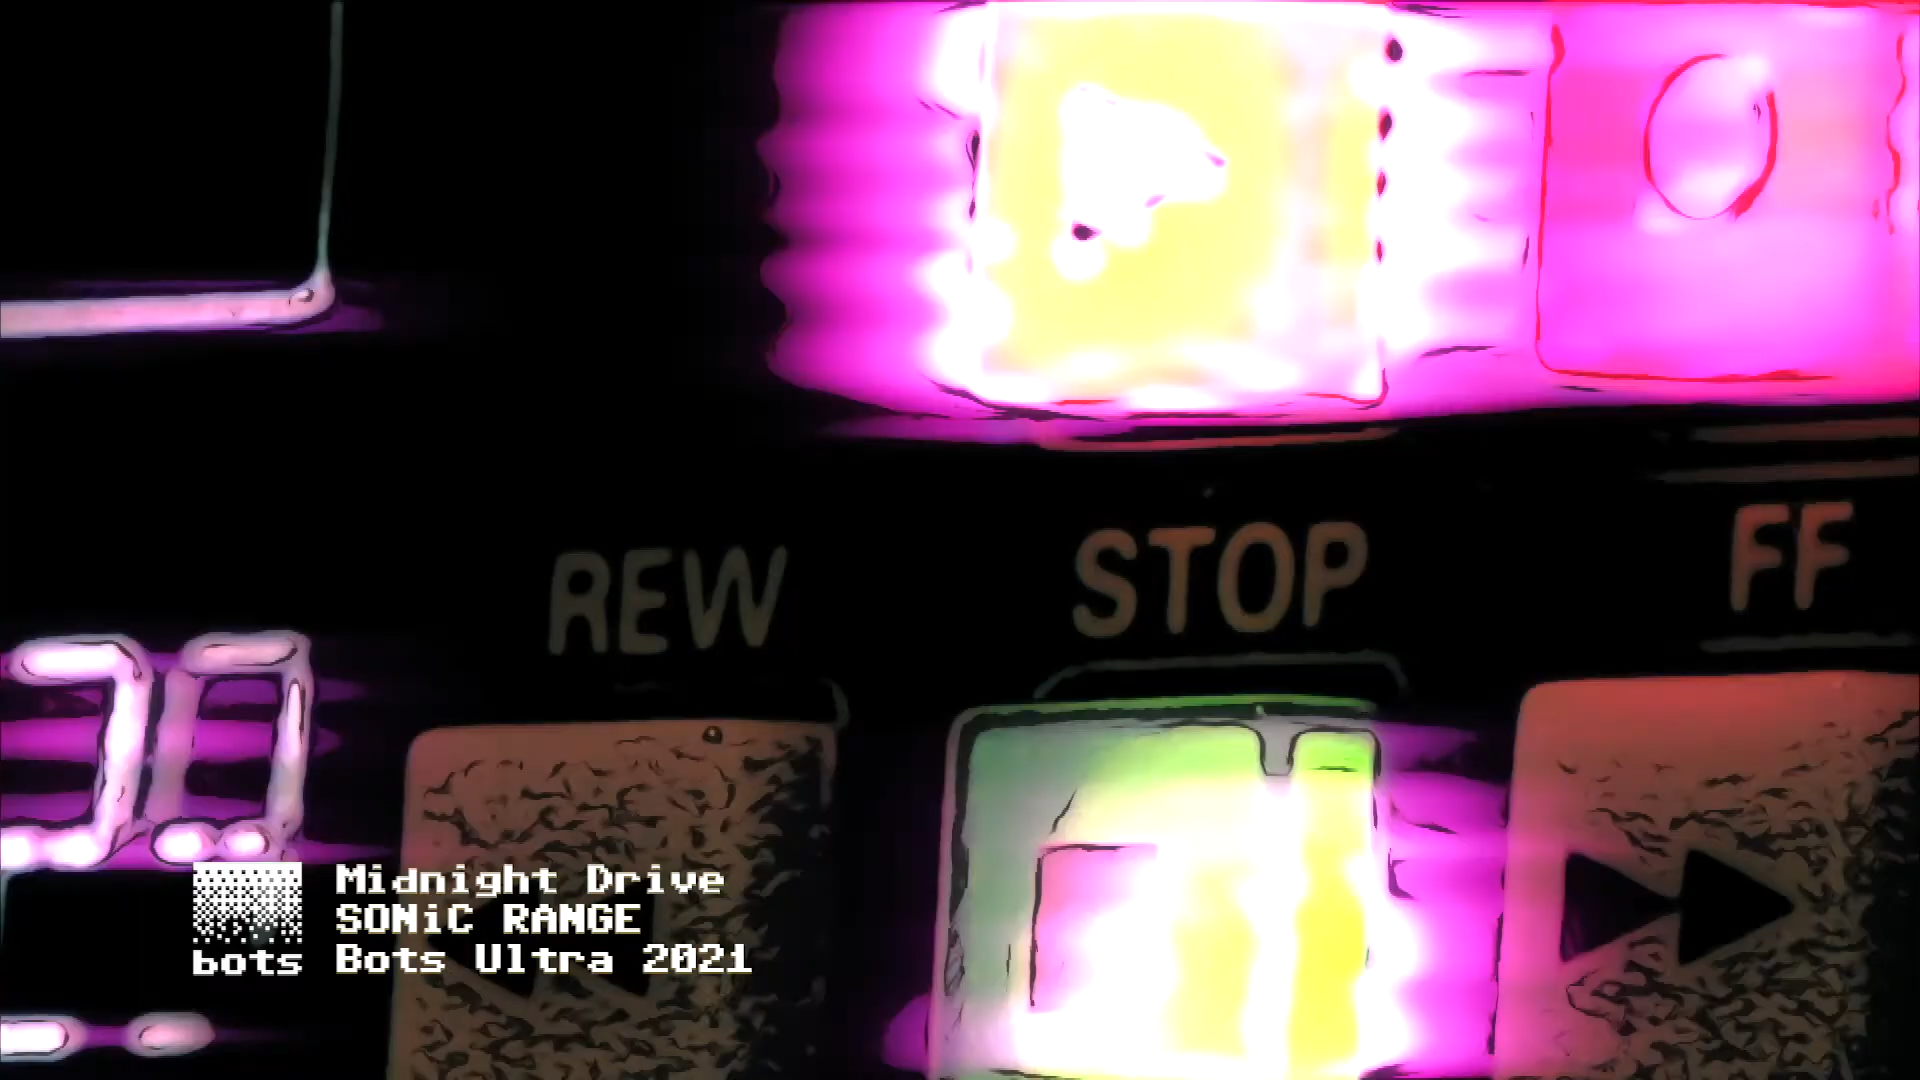 REW
STOP
FF
bots
Midnight Drive
SONiC RANGE
Bots Ultra 2021